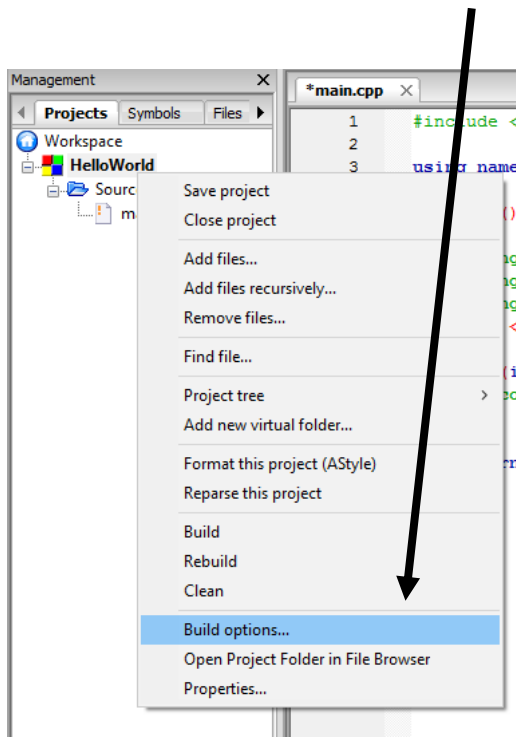 Management
*main.cpp
Projects Symbols Files
1 #include <
Workspace
2
HelloWorld
3 using name
Sourc
Save project
Close project
()
Add files...
Add files recursively...
Remove files...
<
Find file...
(i
Project tree
Add new virtual folder...
Format this project (AStyle)
Reparse this project
Build
Rebuild
Clean
Build options...
Open Project Folder in File Browser
Properties...